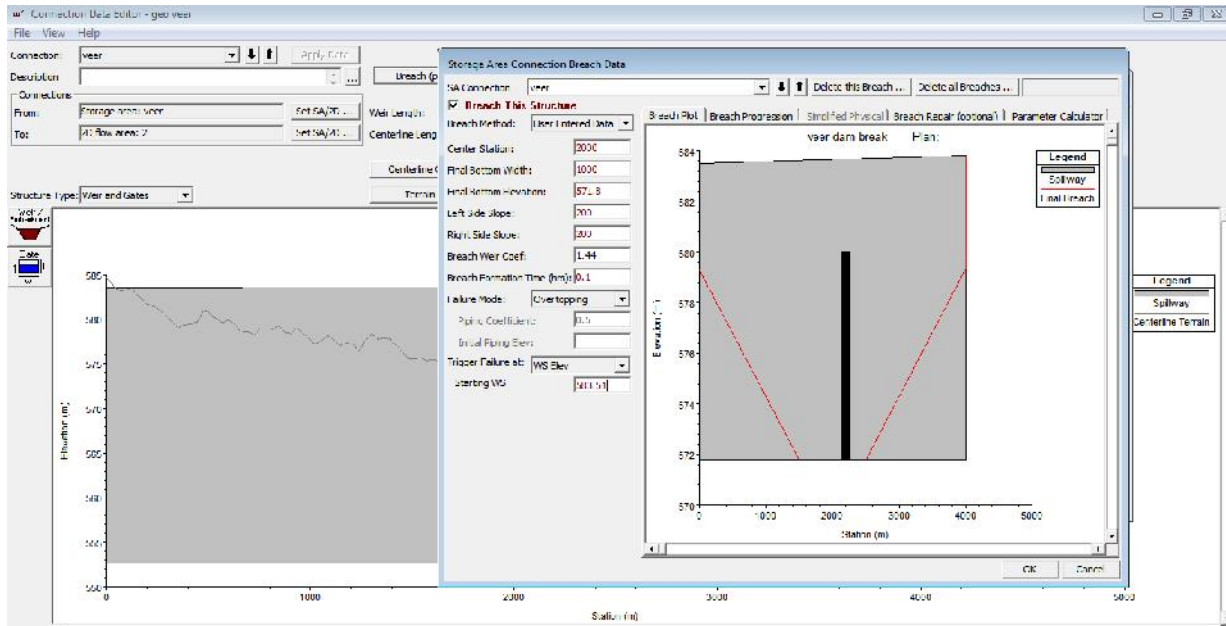 Connection Data Editor - geo veer
File View Help
Connection: veer Apply Data
Description ...
Breach (p
Connections
From: Storage area: veer Set SA/2D ...
To: 2D flow area: 2 Set SA/2D ...
Weir Length:
Centerline Leng
Centerline C
Terrain
Structure Type: Weir and Gates
Gate
585
580
575
570
565
560
555
550
Elevation (m)
0 1000 2000 3000 4000 5000
Station (m)
Legend
Spillway
Centerline Terrain
Storage Area Connection Breach Data
SA Connection veer Delete this Breach ... Delete all Breaches ...
Breach This Structure
Breach Method: User Entered Data
Center Station: 2000
Final Bottom Width: 1000
Final Bottom Elevation: 571.8
Left Side Slope: 200
Right Side Slope: 200
Breach Weir Coef: 1.44
Breach Formation Time (hrs): 0.1
Failure Mode: Overtopping
Piping Coefficient: 0.5
Initial Piping Elev:
Trigger Failure at: WS Elev
Starting WS 583.51
Breach Plot Breach Progression Simplified Physical Breach Repair (optional) Parameter Calculator
veer dam break Plan:
584
582
580
578
576
574
572
570
Elevation (m)
0 1000 2000 3000 4000 5000
Station (m)
Legend
Spillway
Final Breach
OK Cancel